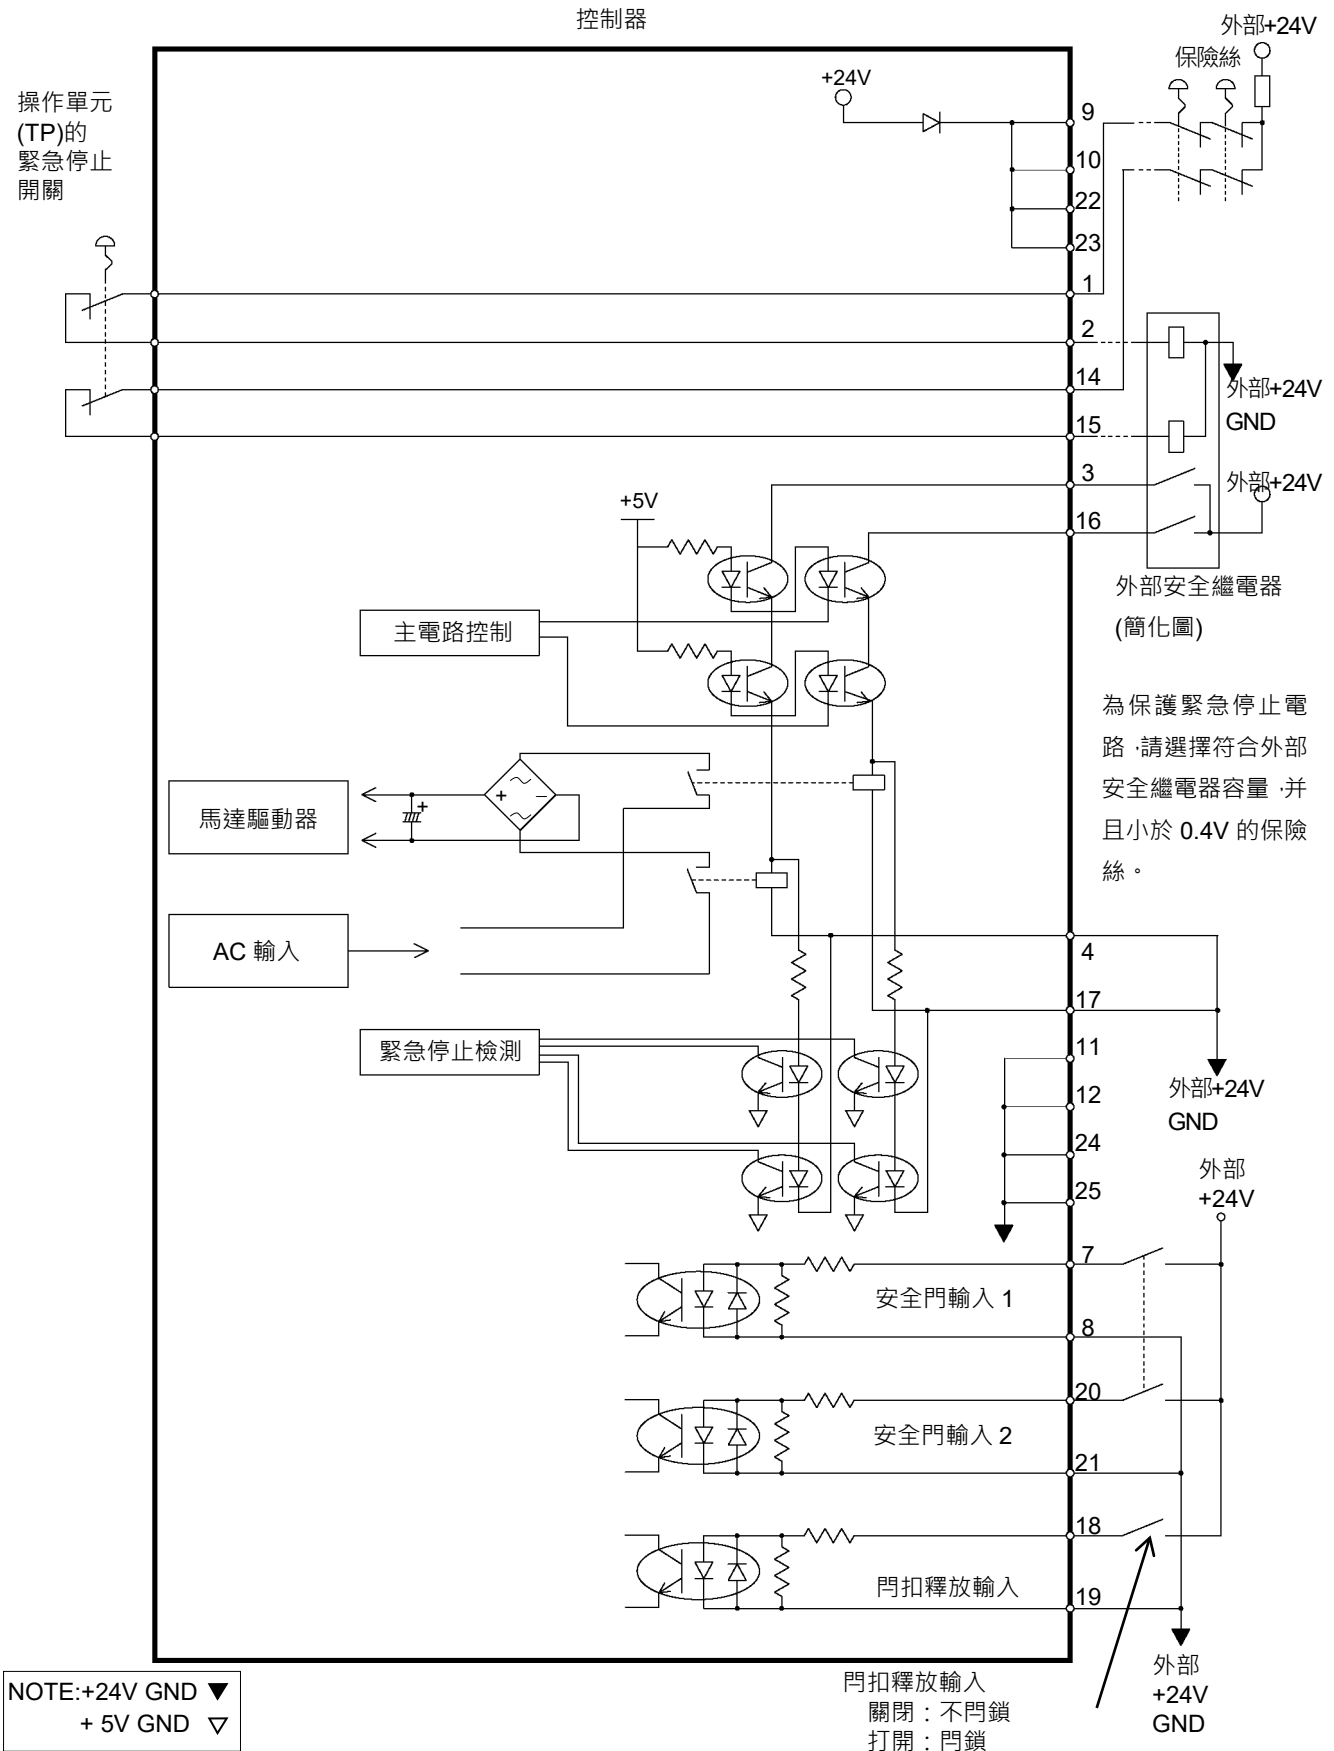 控制器
外部+24V
保險絲
+24V
操作單元
(TP)的
緊急停止
開關
9
10
22
23
1
2
14
外部+24V
GND
15
3
外部+24V
16
+5V
外部安全繼電器
(簡化圖)
主電路控制
為保護緊急停止電
路,請選擇符合外部
安全繼電器容量,并
且小於 0.4V 的保險
絲。
馬達驅動器
+
+
−
AC 輸入
4
17
緊急停止檢測
11
12
24
25
外部+24V
GND
外部
+24V
7
安全門輸入 1
8
20
安全門輸入 2
21
18
閂扣釋放輸入
19
NOTE:+24V GND ▼
+ 5V GND ▽
閂扣釋放輸入
關閉：不閂鎖
打開：閂鎖
外部
+24V
GND